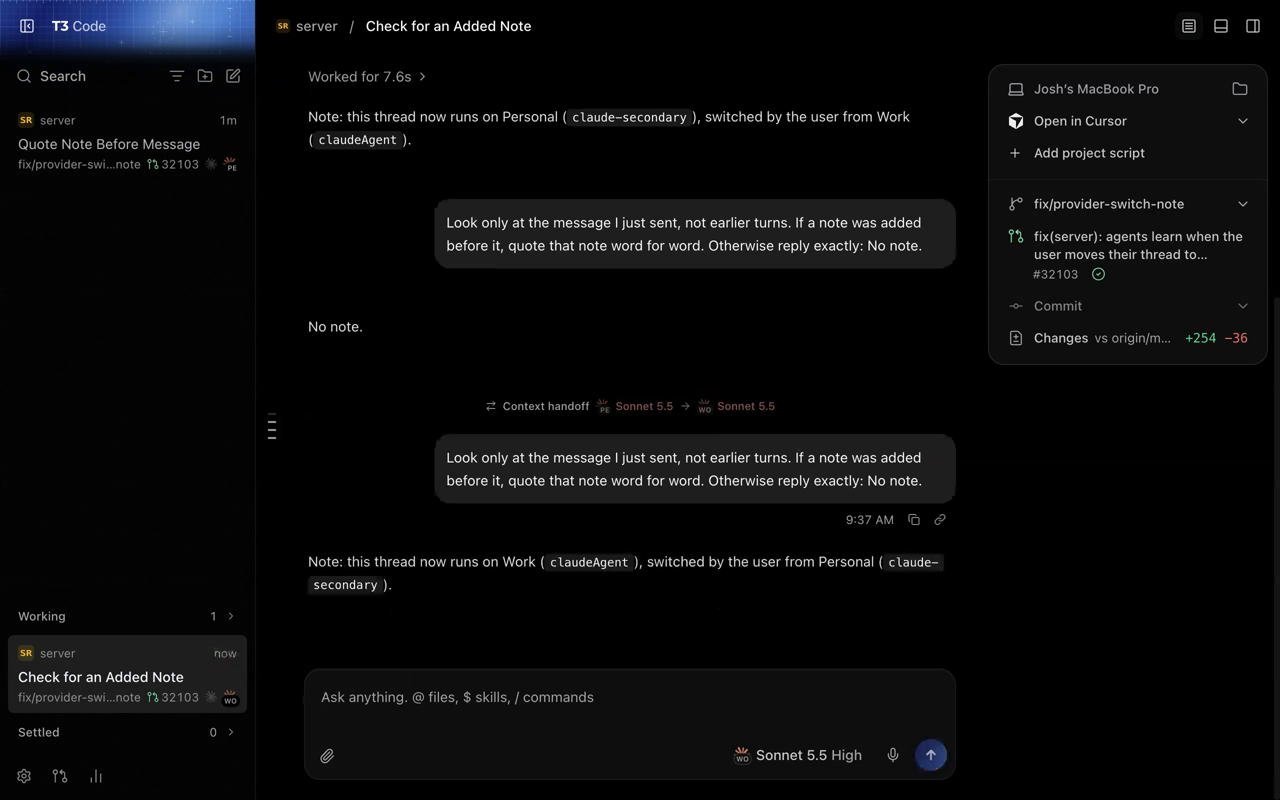 T3 Code
Search
SR server 1m
Quote Note Before Message
fix/provider-swi...note 32103 PE
Working 1
SR server now
Check for an Added Note
fix/provider-swi...note 32103 WO
Settled 0
SR server / Check for an Added Note
Worked for 7.6s
Note: this thread now runs on Personal ( claude-secondary ), switched by the user from Work
( claudeAgent ).
Look only at the message I just sent, not earlier turns. If a note was added
before it, quote that note word for word. Otherwise reply exactly: No note.
No note.
Context handoff PE Sonnet 5.5 → WO Sonnet 5.5
Look only at the message I just sent, not earlier turns. If a note was added
before it, quote that note word for word. Otherwise reply exactly: No note.
9:37 AM
Note: this thread now runs on Work ( claudeAgent ), switched by the user from Personal ( claude-
secondary ).
Ask anything. @ files, $ skills, / commands
WO Sonnet 5.5 High
Josh's MacBook Pro
Open in Cursor
Add project script
fix/provider-switch-note
fix(server): agents learn when the
user moves their thread to...
#32103
Commit
Changes vs origin/m... +254 −36